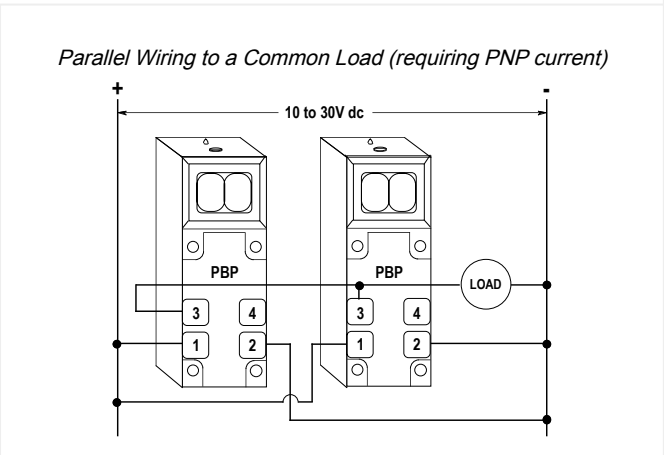 Parallel Wiring to a Common Load (requiring PNP current)
+ -
10 to 30V dc
PBP PBP
LOAD
3 4 3 4
1 2 1 2